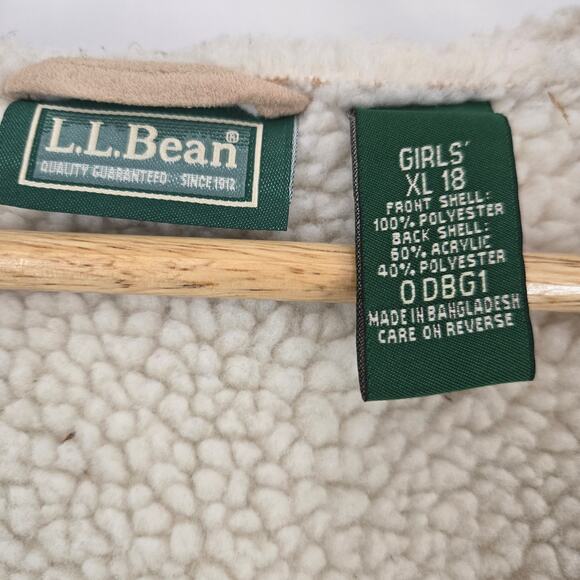 L.L.Bean®
QUALITY GUARANTEED SINCE 1912
GIRLS'
XL 18
FRONT SHELL:
100% POLYESTER
BACK SHELL:
60% ACRYLIC
40% POLYESTER
0 DBG1
MADE IN BANGLADESH
CARE ON REVERSE